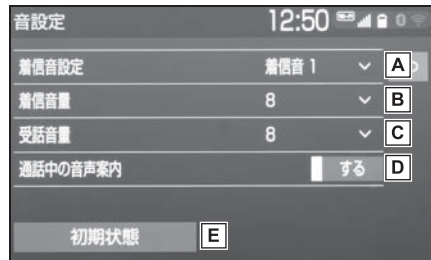 音設定 12:50
着信音設定 着信音 1 A
着信音量 8 B
受話音量 8 C
通話中の音声案内 する D
初期状態 E